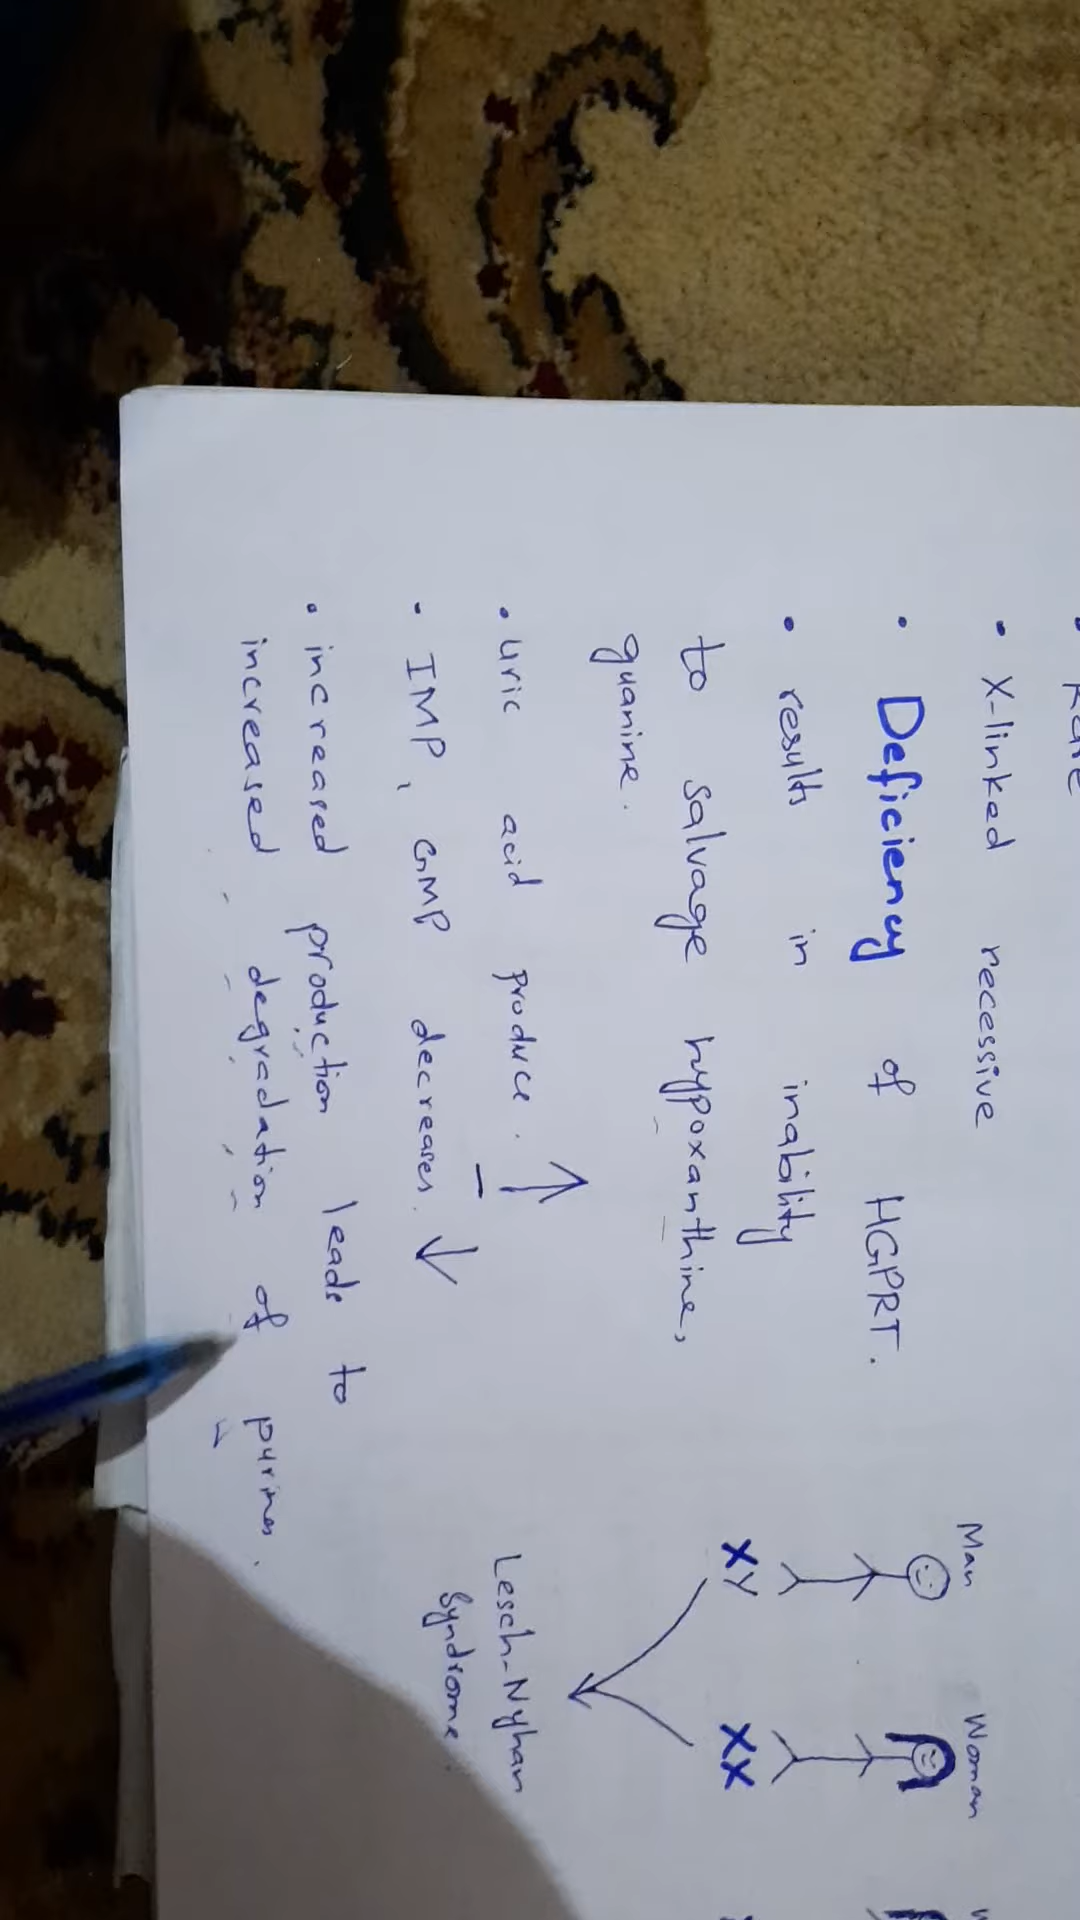 Rare
• X-linked recessive
• Deficiency of HGPRT.
• results in inability
to salvage hypoxanthine,
guanine.
• uric acid produce. ↑
• IMP, GMP decreases. ↓
• increased production leads to
increased degradation of purines.
Man Woman
XY XX
Lesch-Nyhan
Syndrome